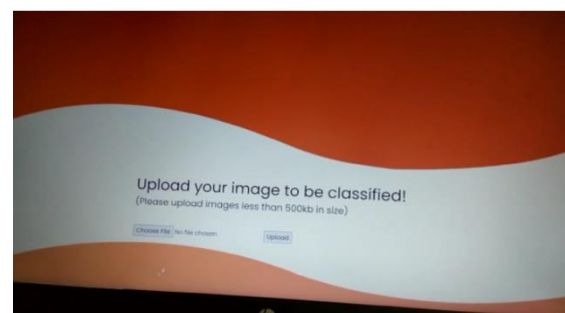 Upload your image to be classified!
(Please upload images less than 500kb in size)
Choose File No file chosen Upload